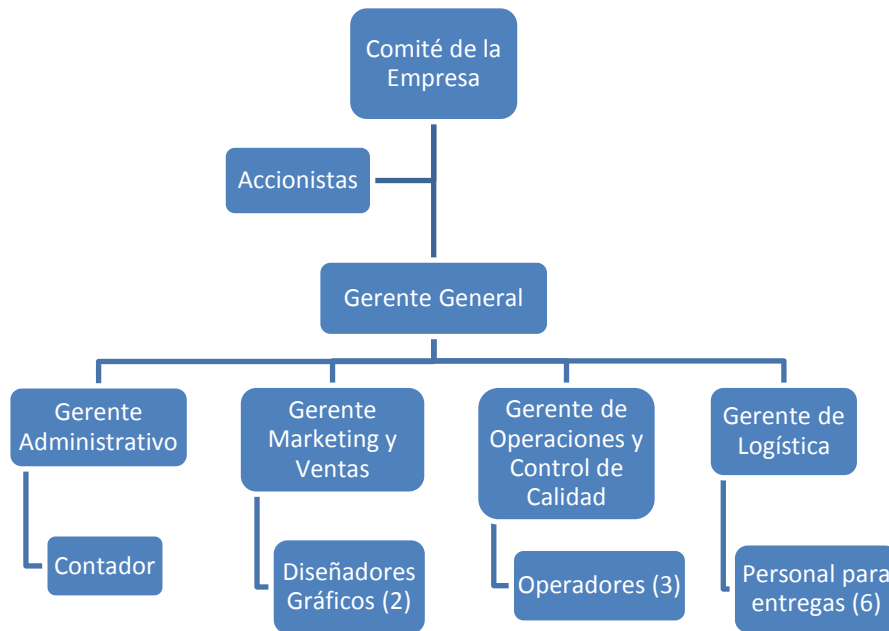 Comité de la
Empresa
Accionistas
Gerente General
Gerente
Administrativo
Gerente
Marketing y
Ventas
Gerente de
Operaciones y
Control de
Calidad
Gerente de
Logística
Contador
Diseñadores
Gráficos (2)
Operadores (3)
Personal para
entregas (6)